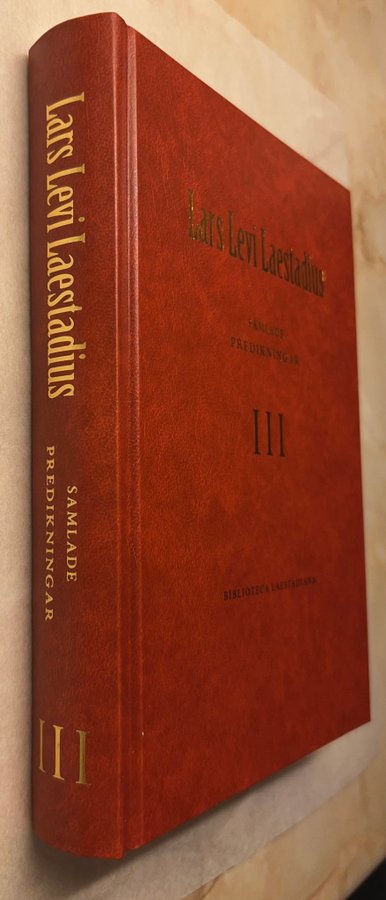 Lars Levi Laestadius
SAMLADE
PREDIKNINGAR
III
Lars Levi Laestadius
SAMLADE
PREDIKNINGAR
III
BIBLIOTECA LAESTADIANA